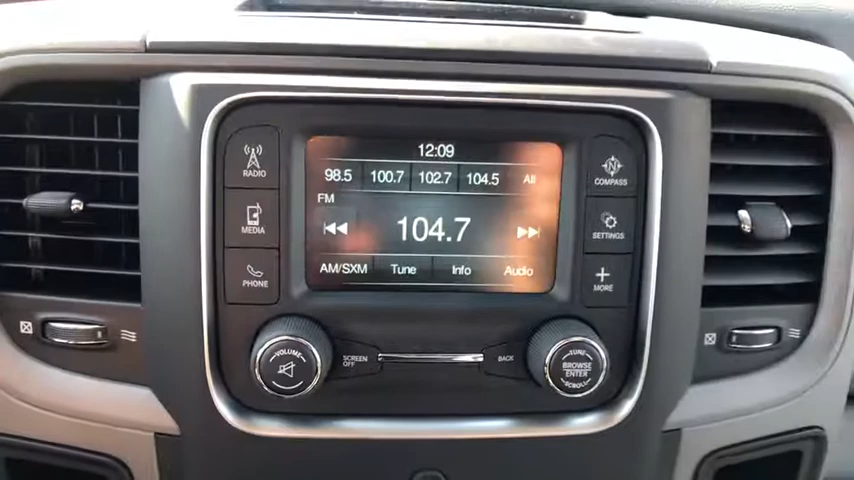 12:09
98.5 100.7 102.7 104.5 All
FM
104.7
AM/SXM Tune Info Audio
RADIO
MEDIA
PHONE
N
COMPASS
SETTINGS
MORE
VOLUME
SCREEN
OFF
BACK
TUNE
BROWSE
ENTER
SCROLL